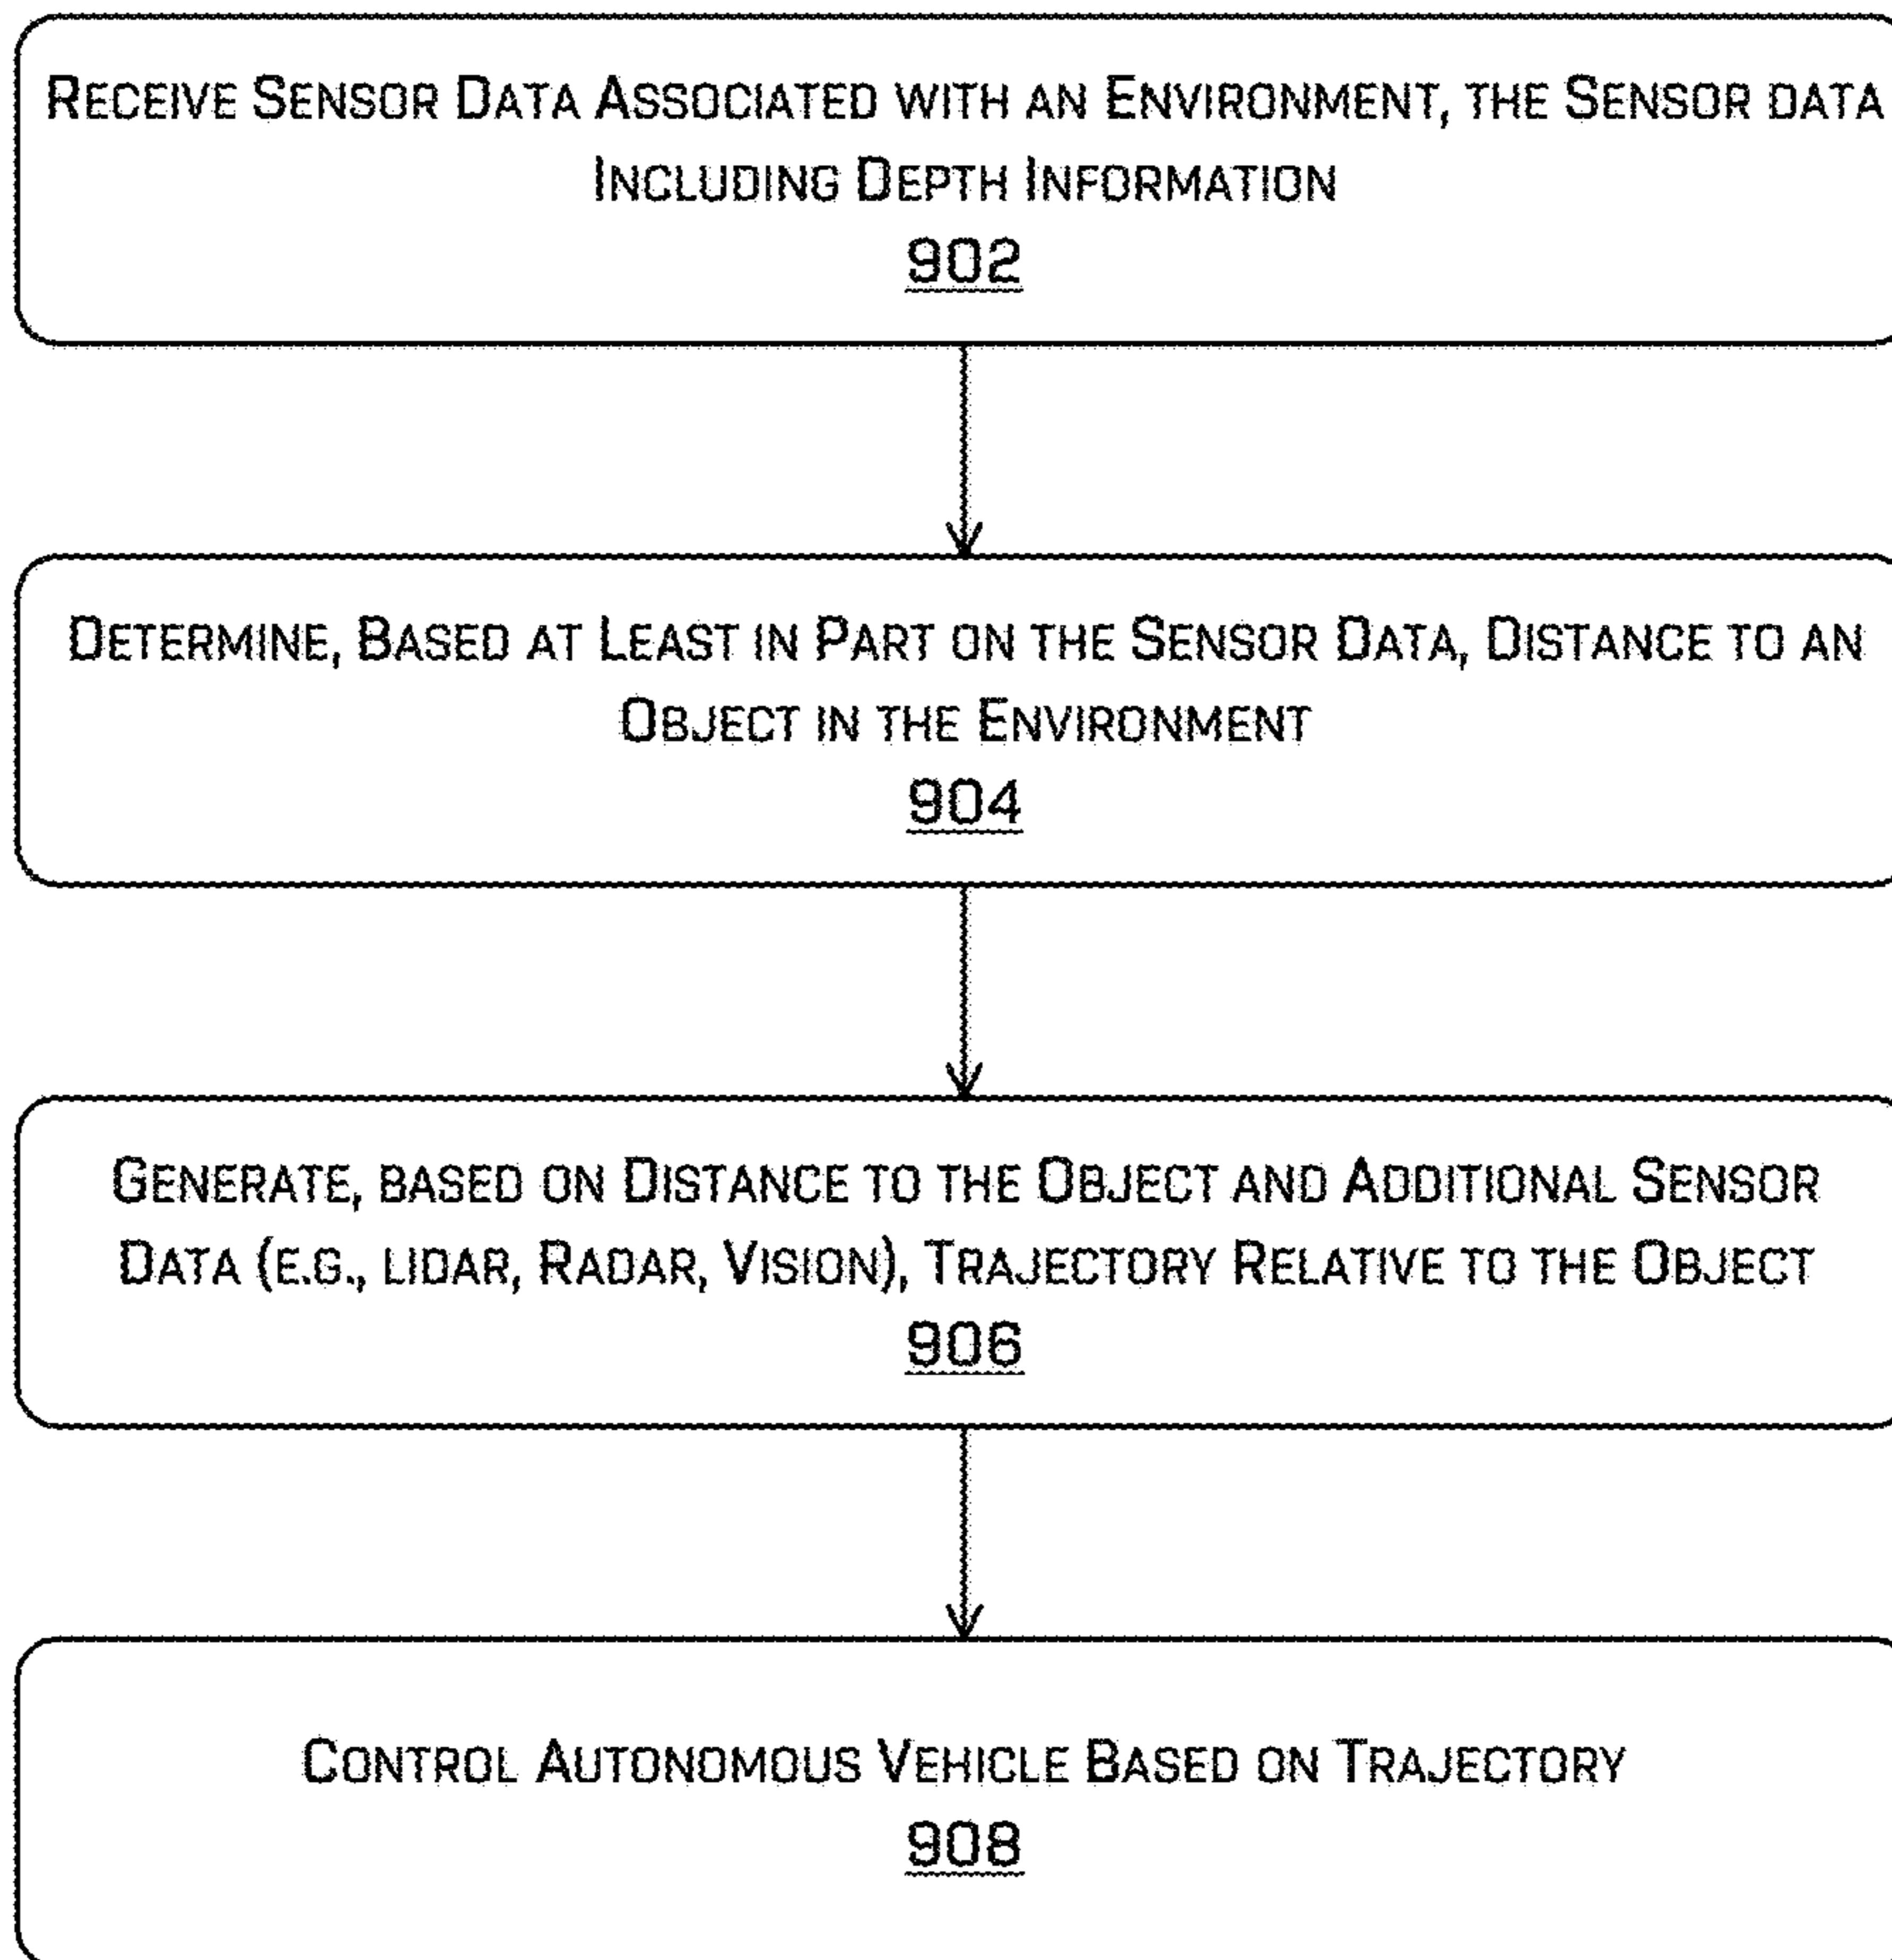 Receive Sensor Data Associated with an Environment, the Sensor data
Including Depth Information
902
Determine, Based at Least in Part on the Sensor Data, Distance to an
Object in the Environment
904
Generate, based on Distance to the Object and Additional Sensor
Data (e.g., lidar, Radar, Vision), Trajectory Relative to the Object
906
Control Autonomous Vehicle Based on Trajectory
908